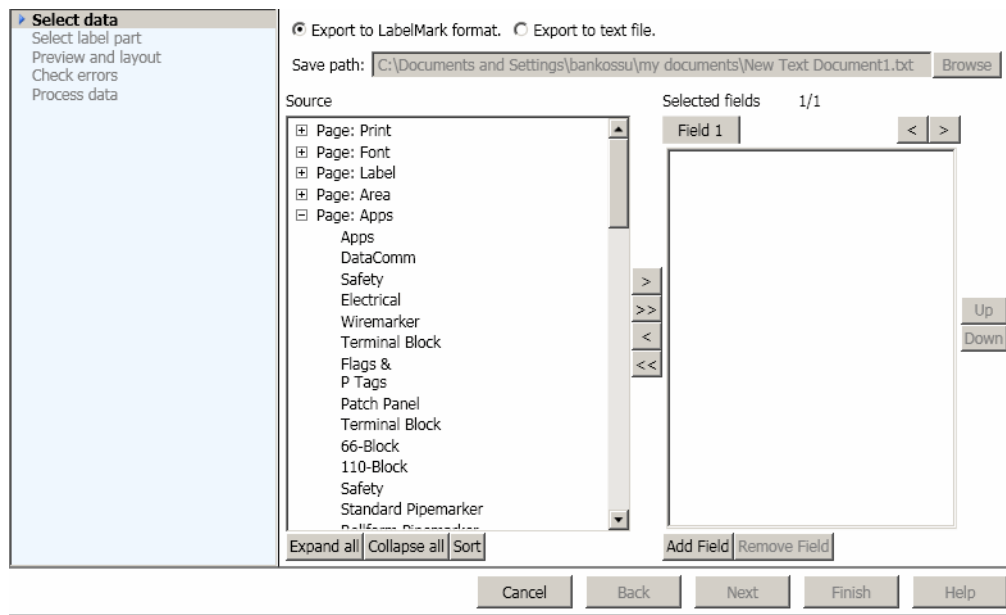 Select data
Select label part
Preview and layout
Check errors
Process data
Export to LabelMark format. Export to text file.
Save path: C:\Documents and Settings\bankossu\my documents\New Text Document1.txt Browse
Source
Page: Print
Page: Font
Page: Label
Page: Area
Page: Apps
Apps
DataComm
Safety
Electrical
Wiremarker
Terminal Block
Flags &
P Tags
Patch Panel
Terminal Block
66-Block
110-Block
Safety
Standard Pipemarker
Expand all Collapse all Sort
>
>>
<
<<
Selected fields 1/1
Field 1 < >
Up
Down
Add Field Remove Field
Cancel Back Next Finish Help